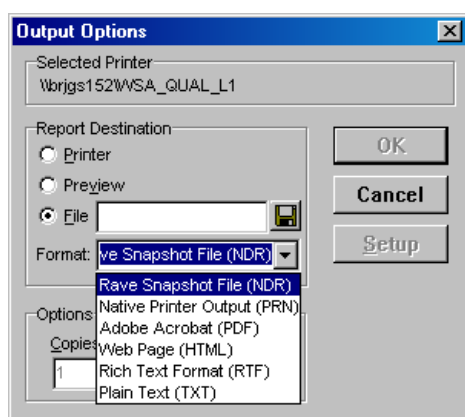 Output Options
Selected Printer
\\brjgs152\WSA_QUAL_L1
Report Destination
Printer
Preview
File
Format: ve Snapshot File (NDR)
Rave Snapshot File (NDR)
Native Printer Output (PRN)
Adobe Acrobat (PDF)
Web Page (HTML)
Rich Text Format (RTF)
Plain Text (TXT)
Options
Copies
1
OK
Cancel
Setup